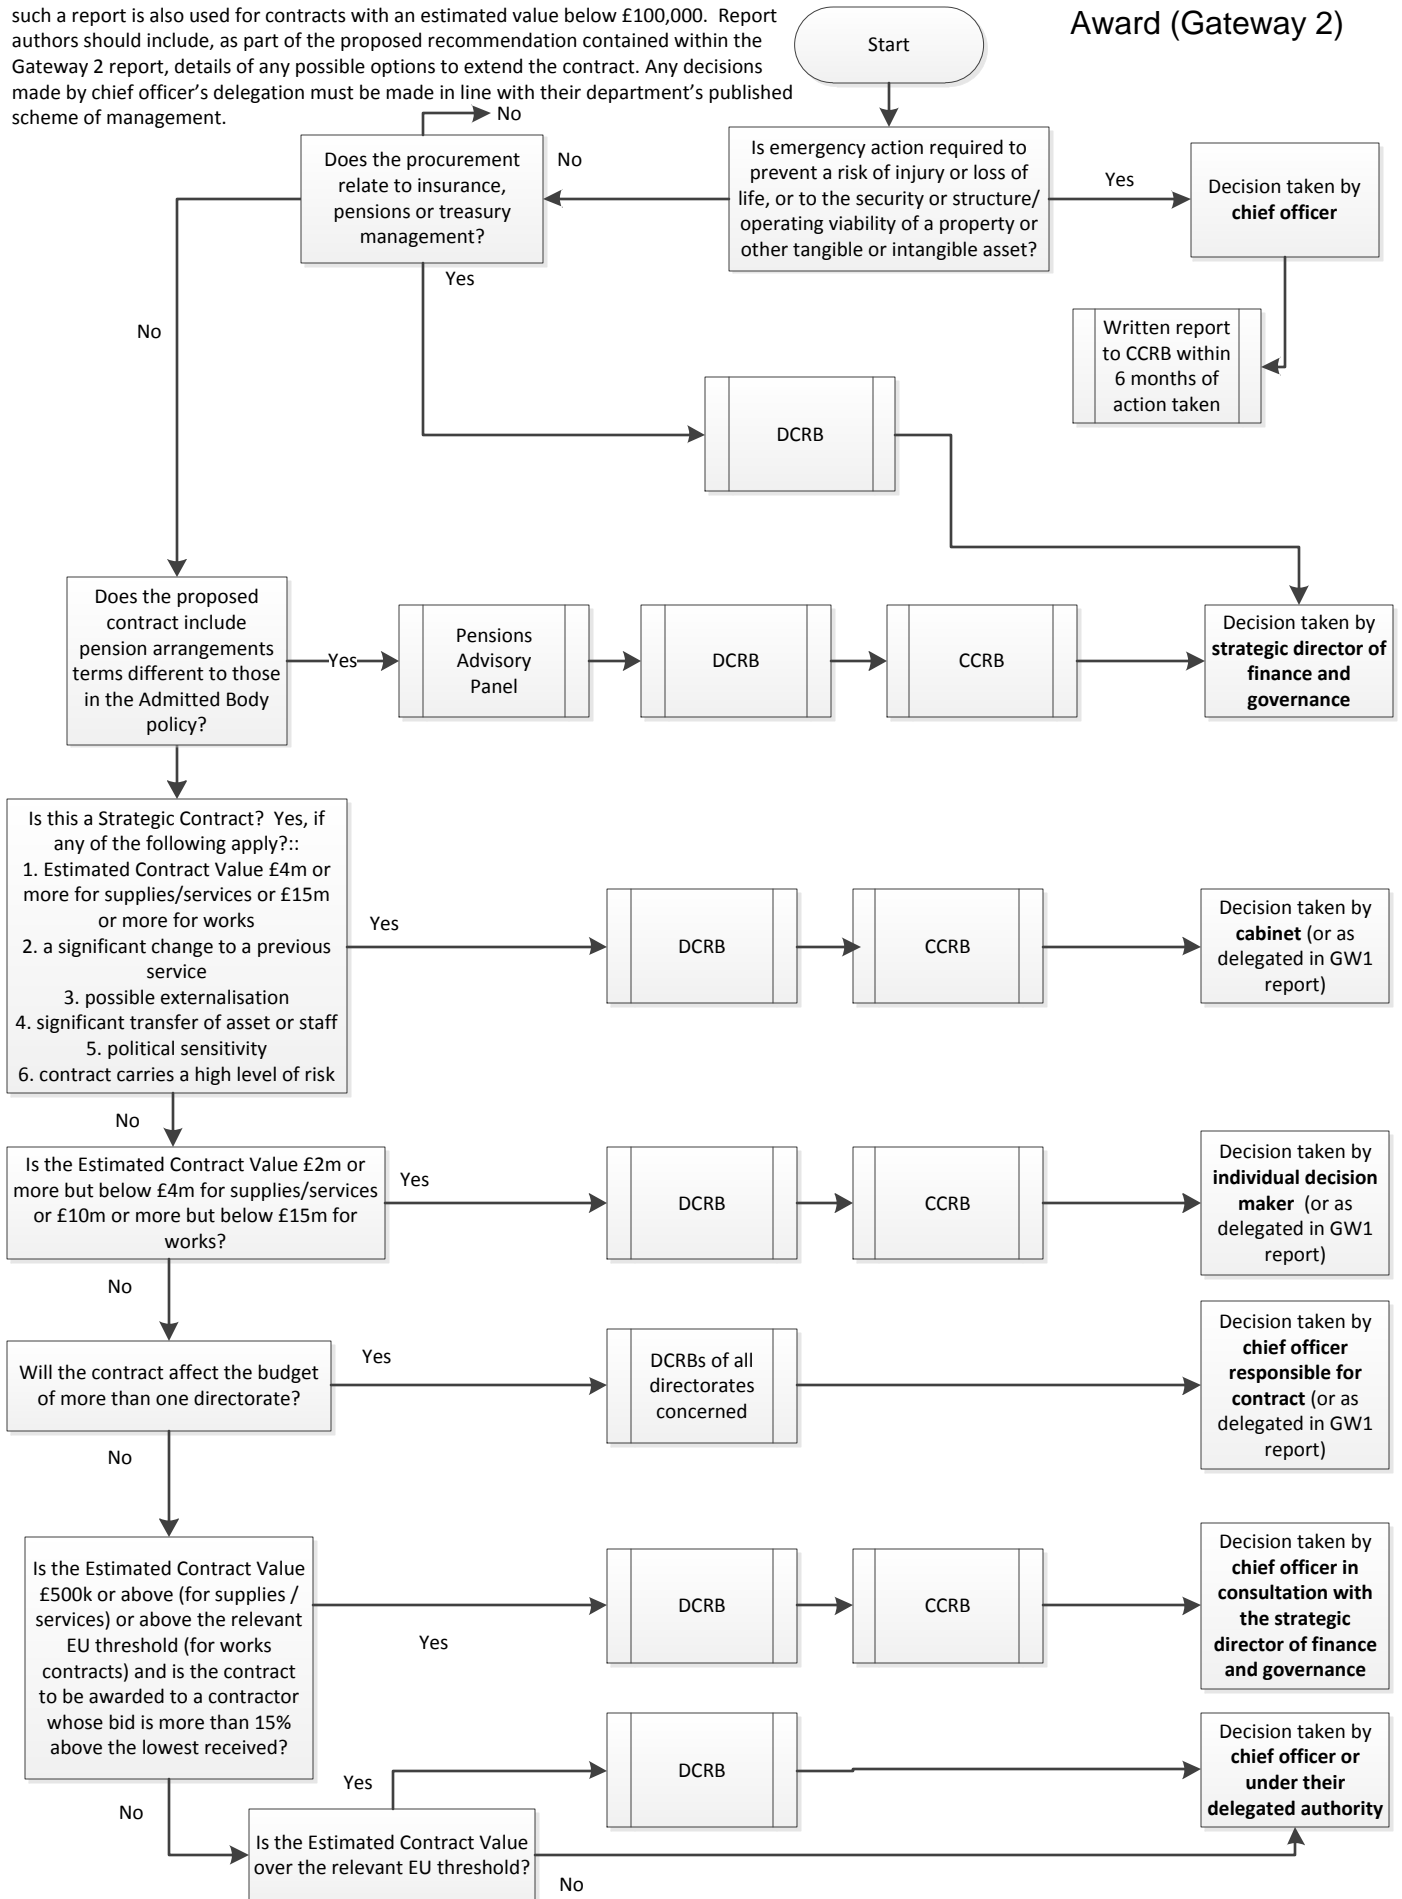 such a report is also used for contracts with an estimated value below £100,000.  Report
authors should include, as part of the proposed recommendation contained within the
Gateway 2 report, details of any possible options to extend the contract. Any decisions
made by chief officer’s delegation must be made in line with their department’s published
scheme of management.
Award (Gateway 2)
Start
No
Does the procurement
relate to insurance,
pensions or treasury
management?
No
Is emergency action required to
prevent a risk of injury or loss of
life, or to the security or structure/
operating viability of a property or
other tangible or intangible asset?
Yes
Decision taken by
chief officer
Yes
No
Written report
to CCRB within
6 months of
action taken
DCRB
Does the proposed
contract include
pension arrangements
terms different to those
in the Admitted Body
policy?
Yes
Pensions
Advisory
Panel
DCRB
CCRB
Decision taken by
strategic director of
finance and
governance
Is this a Strategic Contract?  Yes, if
any of the following apply?::
1. Estimated Contract Value £4m or
more for supplies/services or £15m
or more for works
2. a significant change to a previous
service
3. possible externalisation
4. significant transfer of asset or staff
5. political sensitivity
6. contract carries a high level of risk
Yes
DCRB
CCRB
Decision taken by
cabinet (or as
delegated in GW1
report)
No
Is the Estimated Contract Value £2m or
more but below £4m for supplies/services
or £10m or more but below £15m for
works?
Yes
DCRB
CCRB
Decision taken by
individual decision
maker  (or as
delegated in GW1
report)
No
Will the contract affect the budget
of more than one directorate?
Yes
DCRBs of all
directorates
concerned
Decision taken by
chief officer
responsible for
contract (or as
delegated in GW1
report)
No
Is the Estimated Contract Value
£500k or above (for supplies /
services) or above the relevant
EU threshold (for works
contracts) and is the contract
to be awarded to a contractor
whose bid is more than 15%
above the lowest received?
Yes
DCRB
CCRB
Decision taken by
chief officer in
consultation with
the strategic
director of finance
and governance
No
Is the Estimated Contract Value
over the relevant EU threshold?
Yes
DCRB
Decision taken by
chief officer or
under their
delegated authority
No